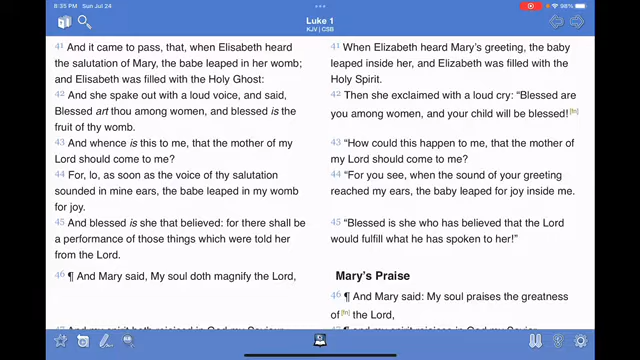 8:35 PM Sun Jul 24
96%
Luke 1
KJV | CSB
41 And it came to pass, that, when Elisabeth heard
the salutation of Mary, the babe leaped in her womb;
and Elisabeth was filled with the Holy Ghost:
42 And she spake out with a loud voice, and said,
Blessed art thou among women, and blessed is the
fruit of thy womb.
43 And whence is this to me, that the mother of my
Lord should come to me?
44 For, lo, as soon as the voice of thy salutation
sounded in mine ears, the babe leaped in my womb
for joy.
45 And blessed is she that believed: for there shall be
a performance of those things which were told her
from the Lord.
46 ¶ And Mary said, My soul doth magnify the Lord,
41 When Elizabeth heard Mary’s greeting, the baby
leaped inside her, and Elizabeth was filled with the
Holy Spirit.
42 Then she exclaimed with a loud cry: “Blessed are
you among women, and your child will be blessed![fn]
43 “How could this happen to me, that the mother of
my Lord should come to me?
44 “For you see, when the sound of your greeting
reached my ears, the baby leaped for joy inside me.
45 “Blessed is she who has believed that the Lord
would fulfill what he has spoken to her!”
Mary’s Praise
46 ¶ And Mary said: My soul praises the greatness
of[fn] the Lord,